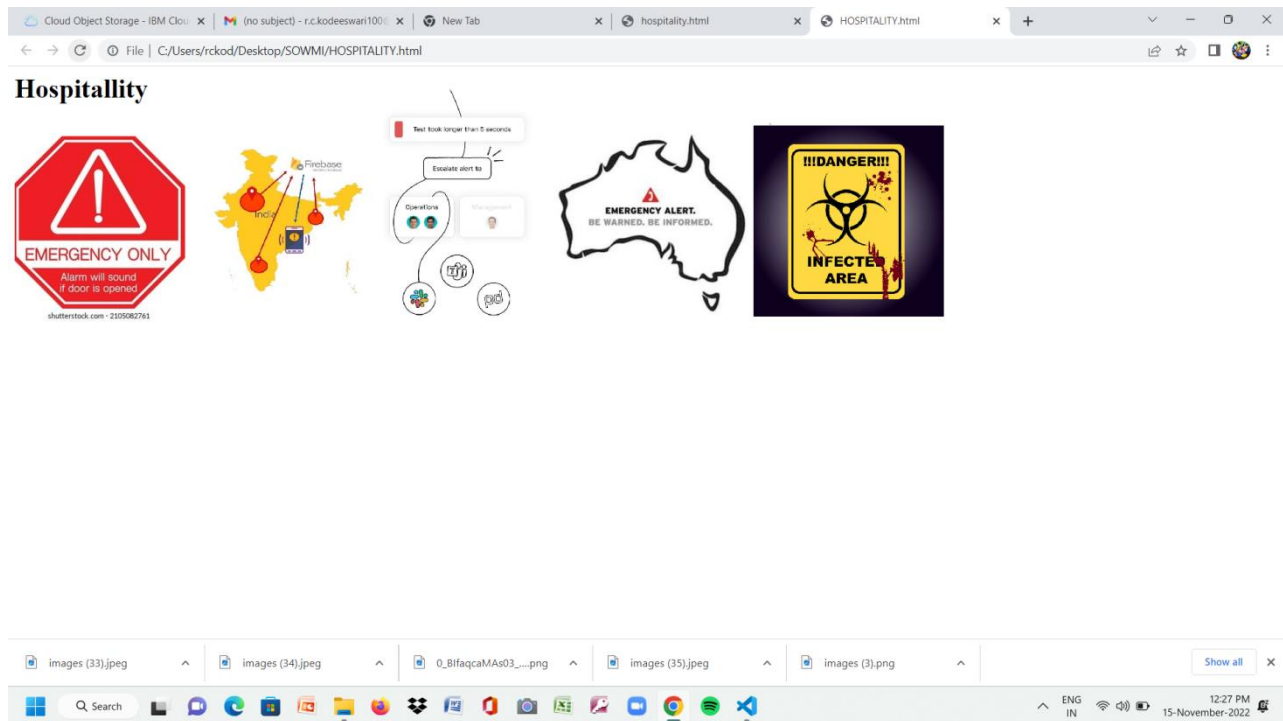 Cloud Object Storage - IBM Clou
(no subject) - r.c.kodeeswari100
New Tab
hospitality.html
HOSPITALITY.html
File | C:/Users/rckod/Desktop/SOWMI/HOSPITALITY.html
Hospitallity
EMERGENCY ONLY
Alarm will sound
if door is opened
shutterstock.com · 2105082761
Firebase
India
Test took longer than 5 seconds
Escalate alert to
Operations
Management
pd
EMERGENCY ALERT.
BE WARNED. BE INFORMED.
!!!DANGER!!!
INFECTED
AREA
images (33).jpeg
images (34).jpeg
0_BIfaqcaMAs03_....png
images (35).jpeg
images (3).png
Show all
Search
ENG
IN
12:27 PM
15-November-2022